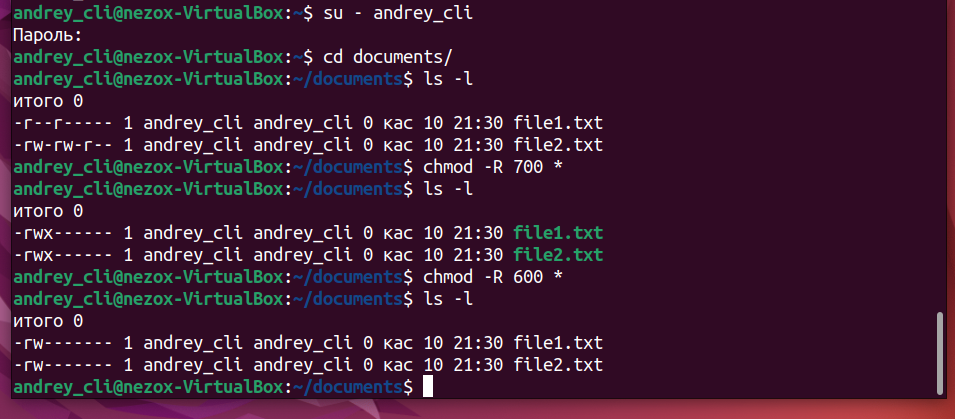 andrey_cli@nezox-VirtualBox:~$ su - andrey_cli
Пароль:
andrey_cli@nezox-VirtualBox:~$ cd documents/
andrey_cli@nezox-VirtualBox:~/documents$ ls -l
итого 0
-r--r----- 1 andrey_cli andrey_cli 0 кас 10 21:30 file1.txt
-rw-rw-r-- 1 andrey_cli andrey_cli 0 кас 10 21:30 file2.txt
andrey_cli@nezox-VirtualBox:~/documents$ chmod -R 700 *
andrey_cli@nezox-VirtualBox:~/documents$ ls -l
итого 0
-rwx------ 1 andrey_cli andrey_cli 0 кас 10 21:30 file1.txt
-rwx------ 1 andrey_cli andrey_cli 0 кас 10 21:30 file2.txt
andrey_cli@nezox-VirtualBox:~/documents$ chmod -R 600 *
andrey_cli@nezox-VirtualBox:~/documents$ ls -l
итого 0
-rw------- 1 andrey_cli andrey_cli 0 кас 10 21:30 file1.txt
-rw------- 1 andrey_cli andrey_cli 0 кас 10 21:30 file2.txt
andrey_cli@nezox-VirtualBox:~/documents$